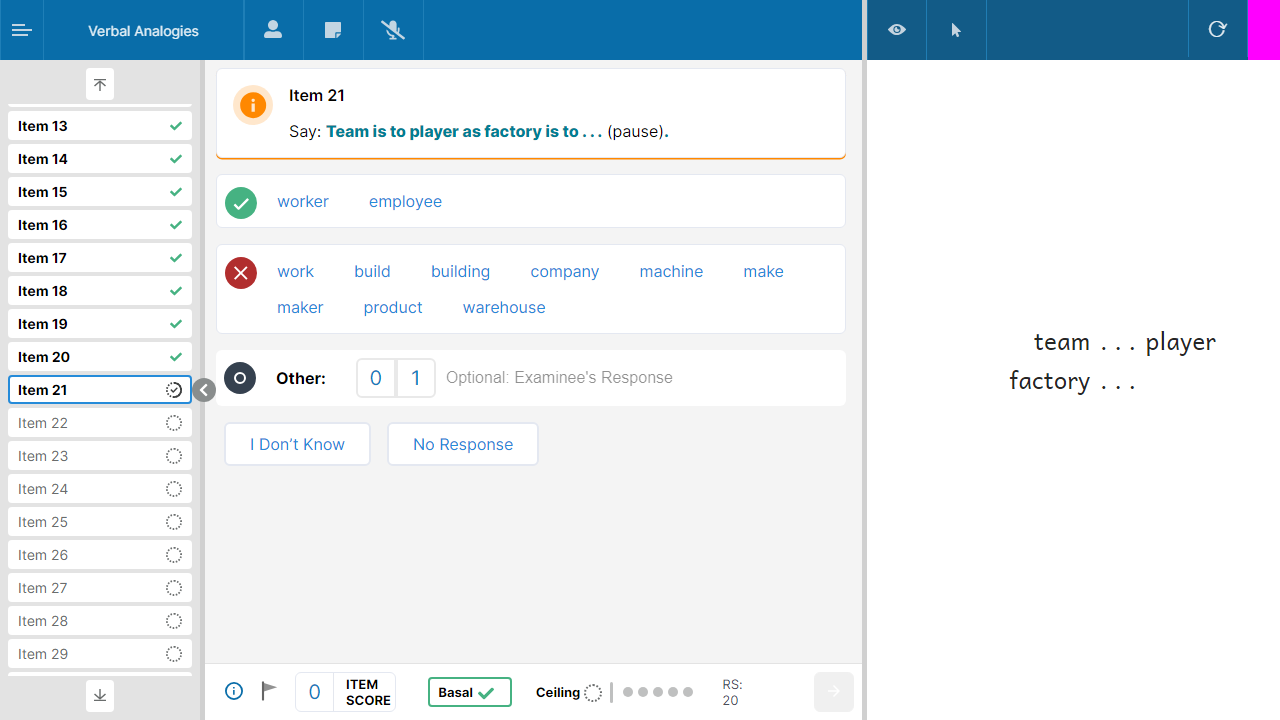 Verbal Analogies
Item 13
Item 14
Item 15
Item 16
Item 17
Item 18
Item 19
Item 20
Item 21
Item 22
Item 23
Item 24
Item 25
Item 26
Item 27
Item 28
Item 29
Item 21
Say: Team is to player as factory is to . . . (pause).
worker employee
work build building company machine make
maker product warehouse
Other: 0 1 Optional: Examinee's Response
I Don’t Know No Response
0 ITEM SCORE Basal Ceiling RS: 20
team . . . player
factory . . .